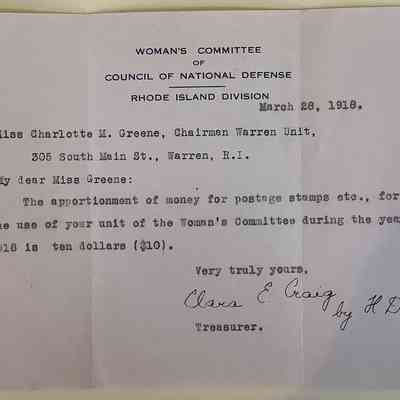 WOMAN'S COMMITTEE
OF
COUNCIL OF NATIONAL DEFENSE
RHODE ISLAND DIVISION
March 28, 1918.
iss Charlotte M. Greene, Chairman Warren Unit,
305 South Main St., Warren, R.I.
My dear Miss Greene:
The apportionment of money for postage stamps etc., for
he use of your unit of the Woman's Committee during the year
918 is ten dollars ($10).
Very truly yours,
Clara E. Craig
by H D
Treasurer.